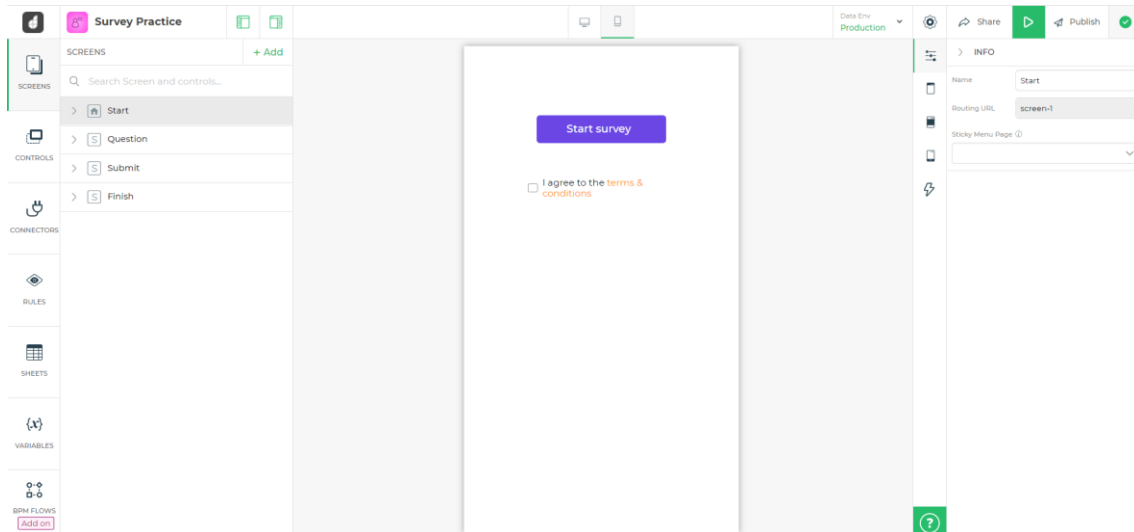 Survey Practice
Data Env
Production
Share
Publish
SCREENS
+ Add
INFO
SCREENS
Search Screen and controls...
Name
Start
Start
Routing URL
screen-1
Start survey
Question
Sticky Menu Page
CONTROLS
Submit
I agree to the terms &
conditions
Finish
CONNECTORS
RULES
SHEETS
{x}
VARIABLES
BPM FLOWS
Add on
?